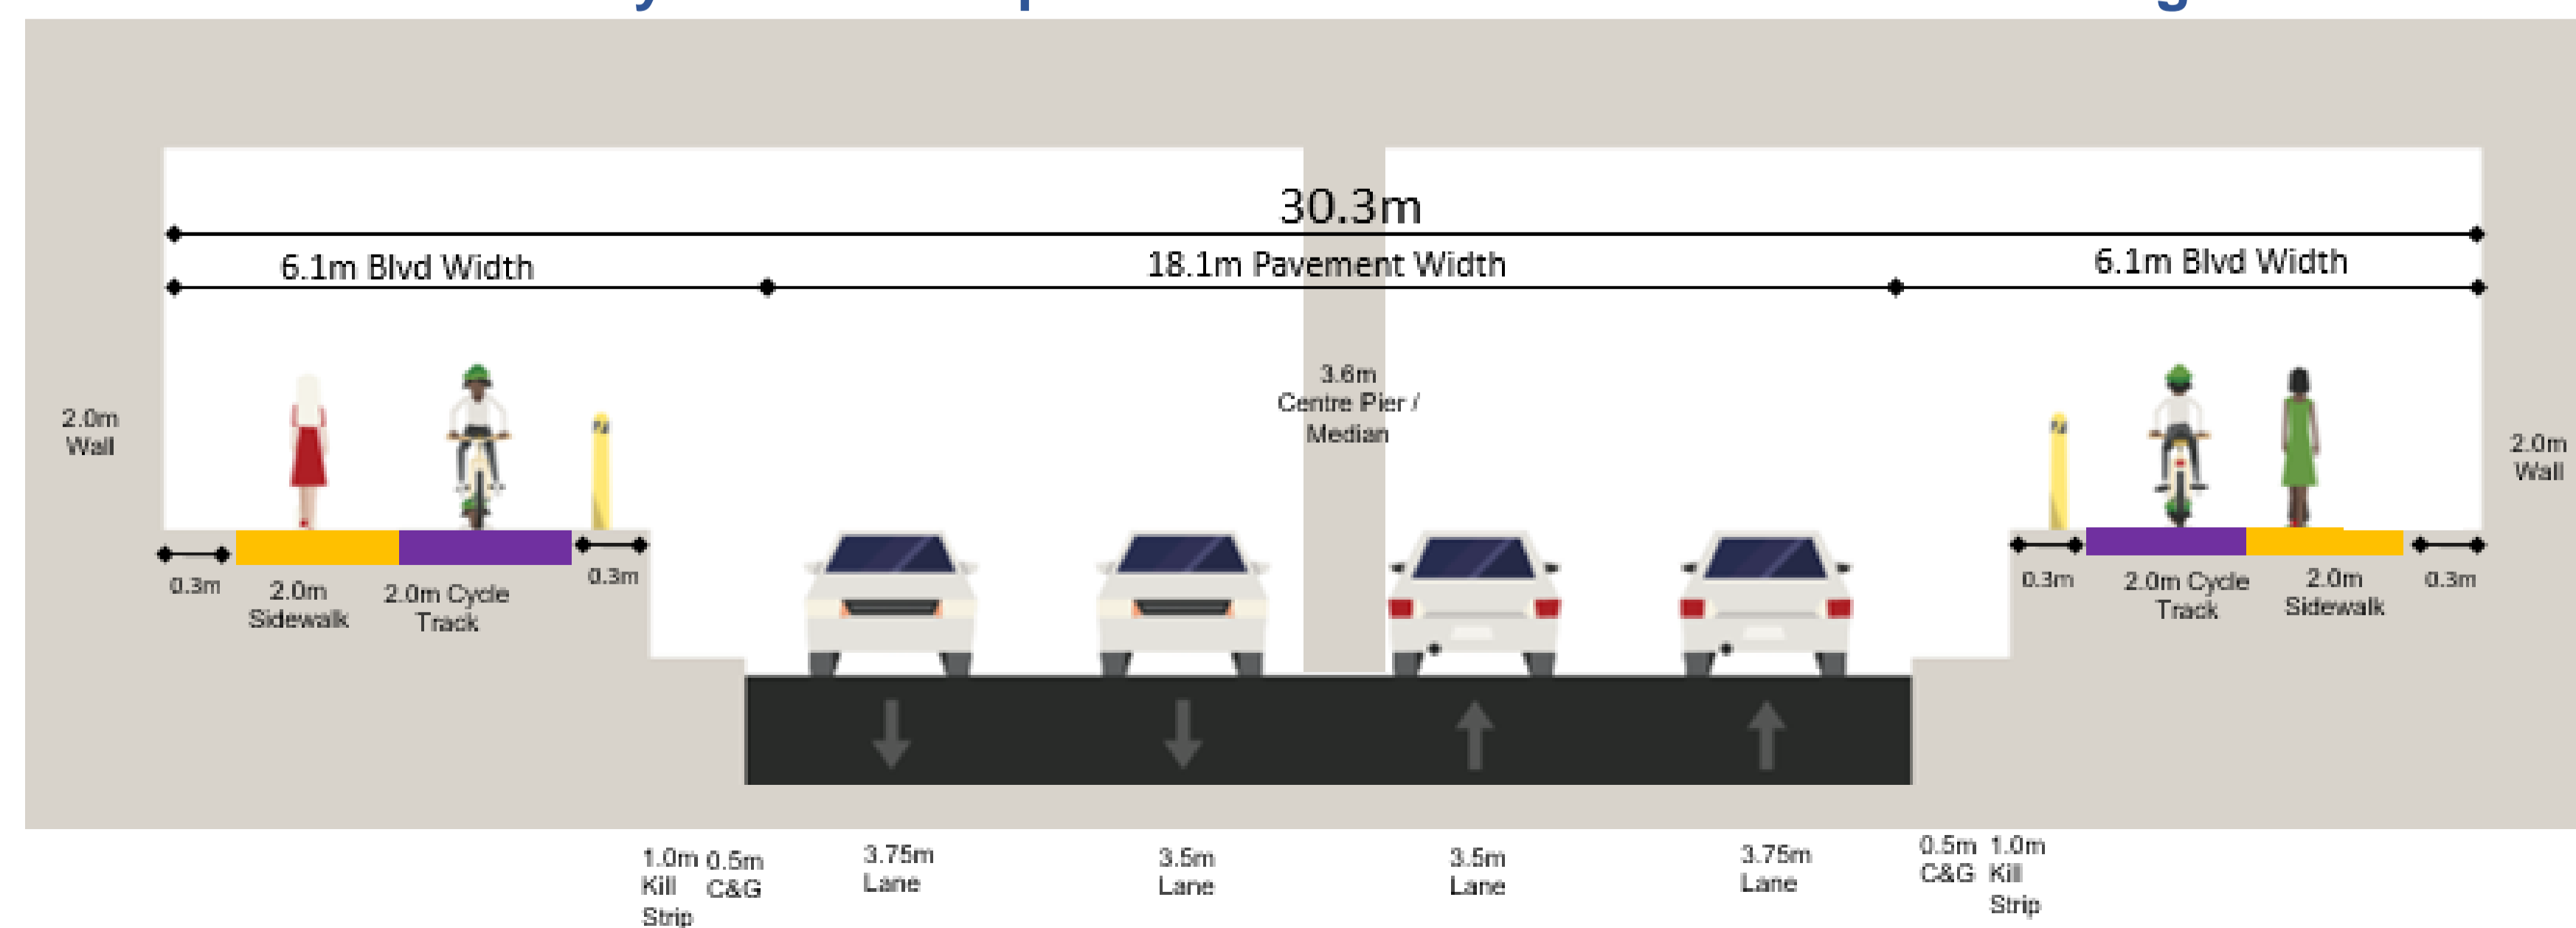 30.3m
6.1m Blvd Width
18.1m Pavement Width
6.1m Blvd Width
3.6m
Centre Pier /
Median
2.0m
Wall
2.0m
Wall
0.3m
2.0m
Sidewalk
2.0m Cycle
Track
0.3m
0.3m
2.0m Cycle
Track
2.0m
Sidewalk
0.3m
1.0m
Kill
Strip
0.5m
C&G
3.75m
Lane
3.5m
Lane
3.5m
Lane
3.75m
Lane
0.5m
C&G
1.0m
Kill
Strip